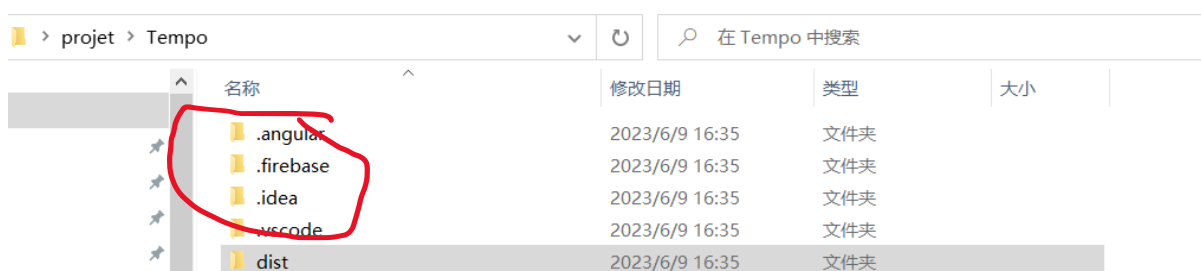 projet > Tempo 在 Tempo 中搜索
名称 修改日期 类型 大小
.angular 2023/6/9 16:35 文件夹
.firebase 2023/6/9 16:35 文件夹
.idea 2023/6/9 16:35 文件夹
.vscode 2023/6/9 16:35 文件夹
dist 2023/6/9 16:35 文件夹